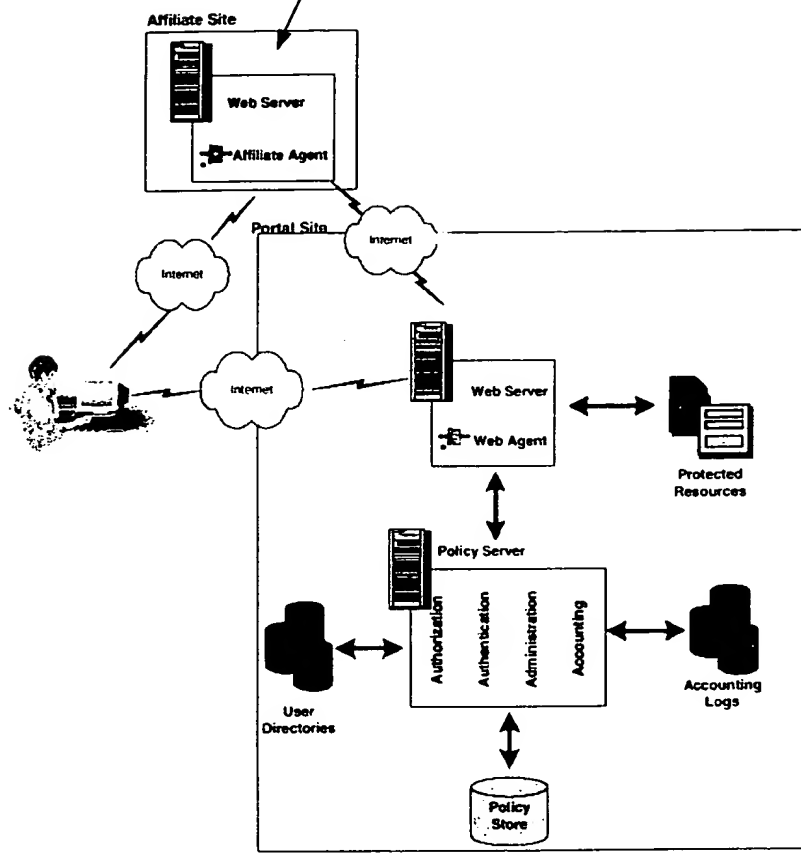 Affiliate Site
Web Server
Affiliate Agent
Portal Site
Internet
Internet
Internet
Web Server
Web Agent
Protected
Resources
Policy Server
Authorization
Authentication
Administration
Accounting
User
Directories
Accounting
Logs
Policy
Store